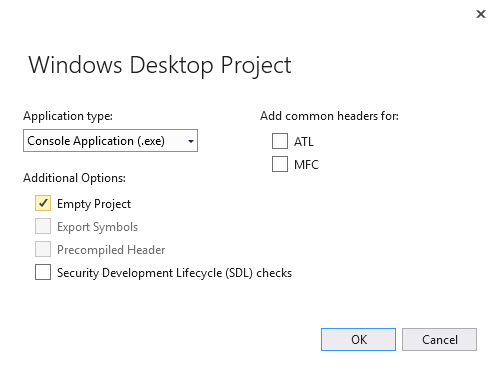 Windows Desktop Project
Application type:
Console Application (.exe)
Additional Options:
Empty Project
Export Symbols
Precompiled Header
Security Development Lifecycle (SDL) checks
Add common headers for:
ATL
MFC
OK
Cancel